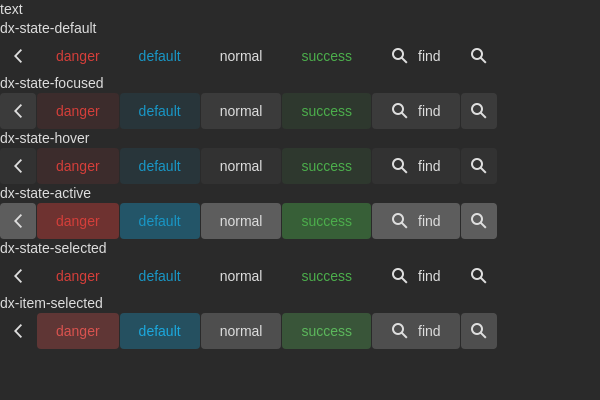 text
dx-state-default
danger default normal success find
dx-state-focused
danger default normal success find
dx-state-hover
danger default normal success find
dx-state-active
danger default normal success find
dx-state-selected
danger default normal success find
dx-item-selected
danger default normal success find